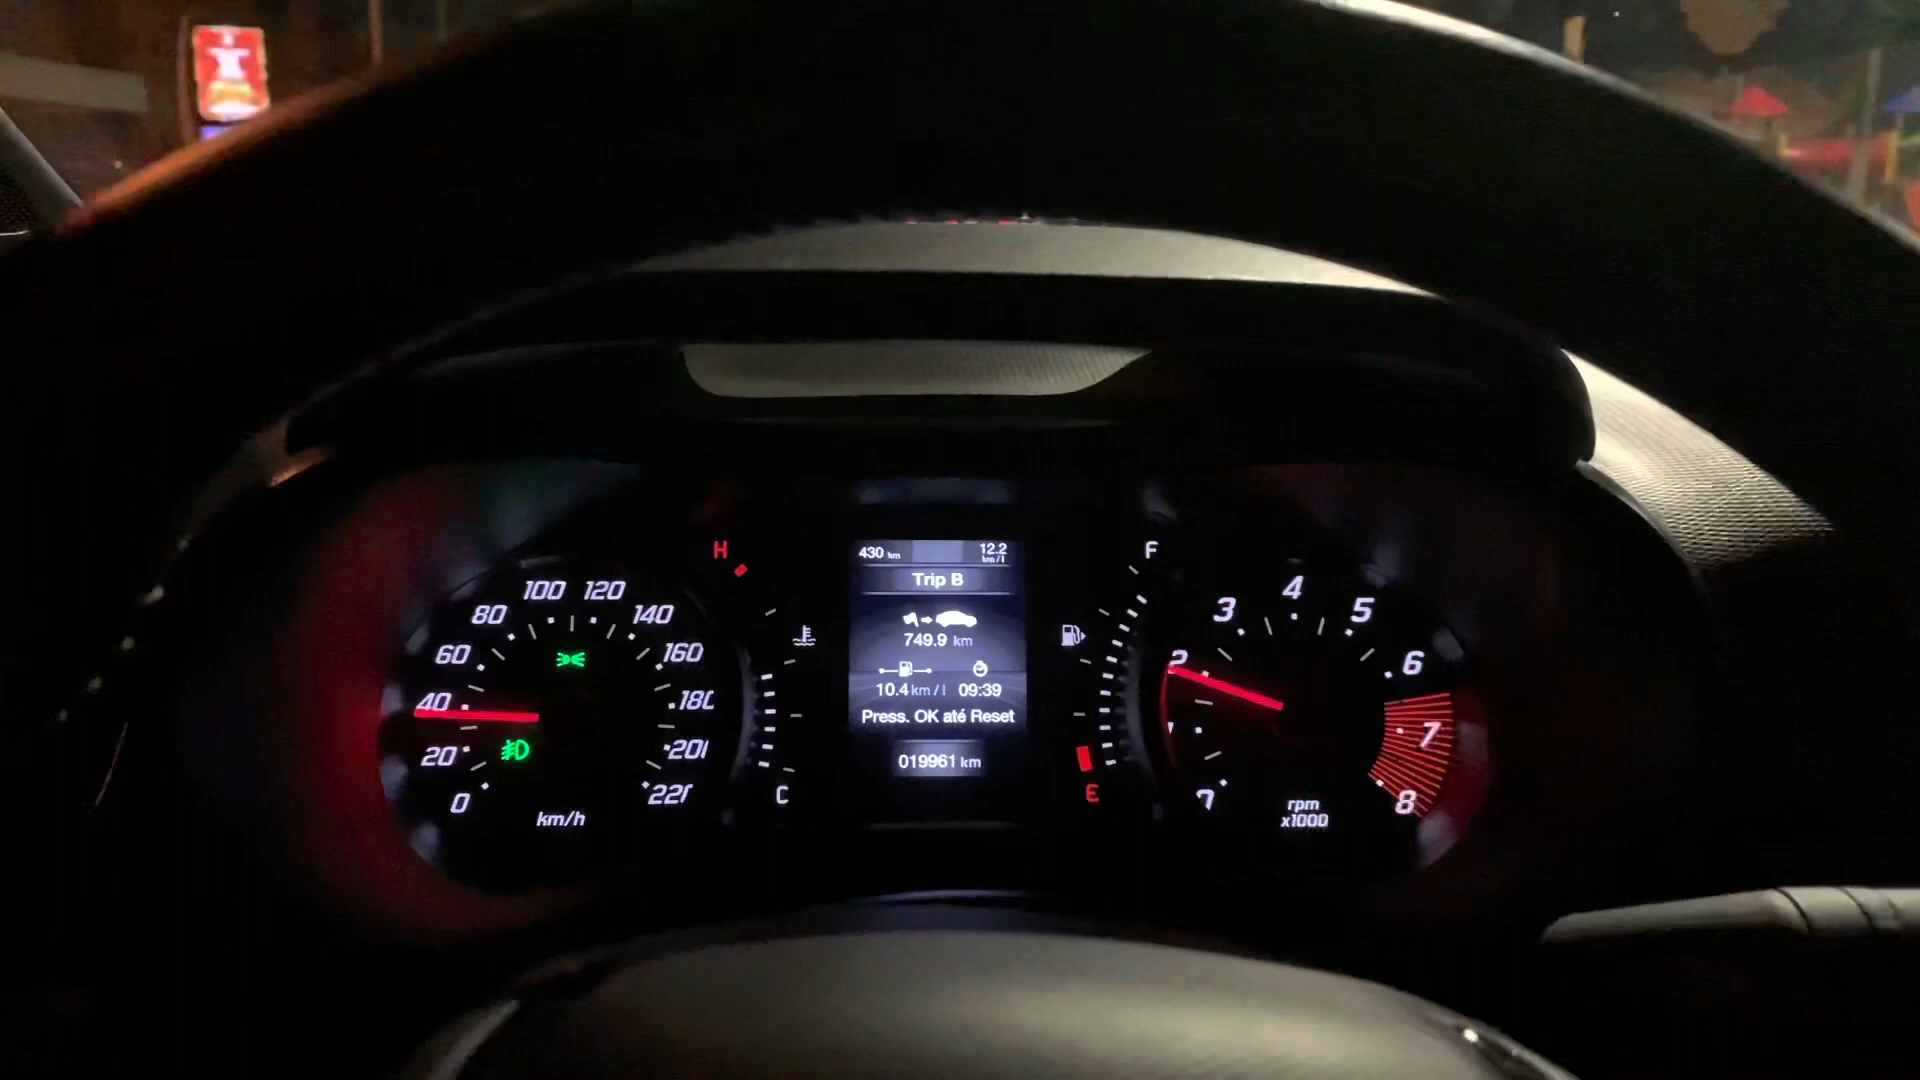 430 km 12.2 km/l
Trip B
749.9 km
10.4 km/l 09:39
Press. OK até Reset
019961 km
0
20
40
60
80
100
120
140
160
180
220
km/h
H
C
F
E
2
3
4
5
6
7
8
rpm
x1000